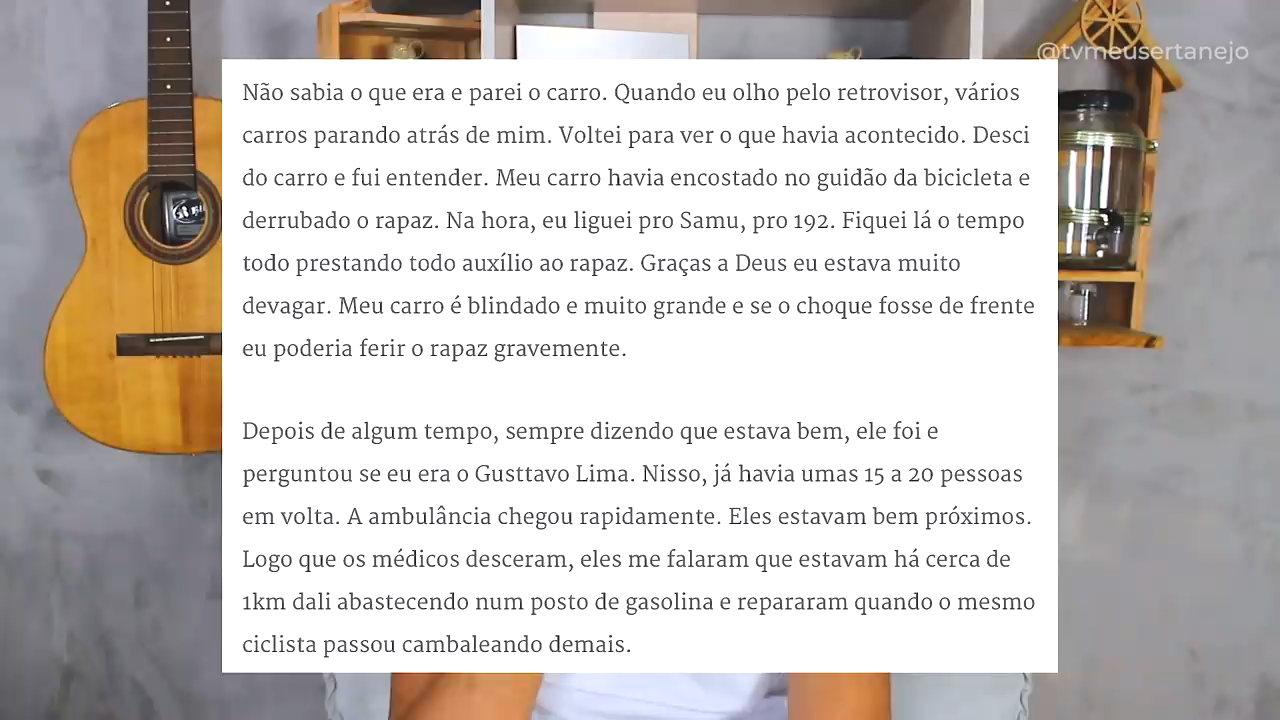 @tvmeusertanejo
Não sabia o que era e parei o carro. Quando eu olho pelo retrovisor, vários
carros parando atrás de mim. Voltei para ver o que havia acontecido. Desci
do carro e fui entender. Meu carro havia encostado no guidão da bicicleta e
derrubado o rapaz. Na hora, eu liguei pro Samu, pro 192. Fiquei lá o tempo
todo prestando todo auxílio ao rapaz. Graças a Deus eu estava muito
devagar. Meu carro é blindado e muito grande e se o choque fosse de frente
eu poderia ferir o rapaz gravemente.
Depois de algum tempo, sempre dizendo que estava bem, ele foi e
perguntou se eu era o Gusttavo Lima. Nisso, já havia umas 15 a 20 pessoas
em volta. A ambulância chegou rapidamente. Eles estavam bem próximos.
Logo que os médicos desceram, eles me falaram que estavam há cerca de
1km dali abastecendo num posto de gasolina e repararam quando o mesmo
ciclista passou cambaleando demais.